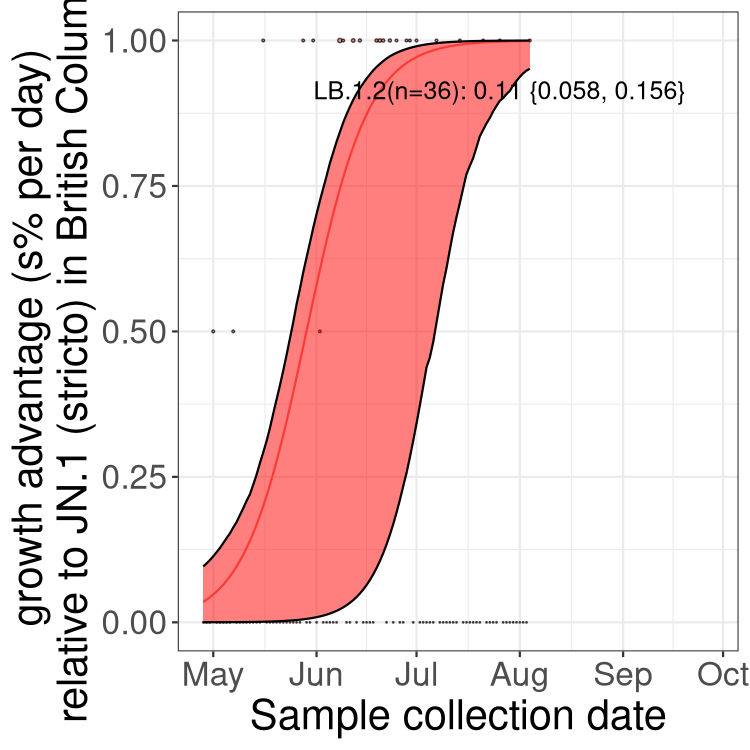 growth advantage (s% per day)
relative to JN.1 (stricto) in British Colum
1.00
0.75
0.50
0.25
0.00
LB.1.2(n=36): 0.11 {0.058, 0.156}
May Jun Jul Aug Sep Oct
Sample collection date